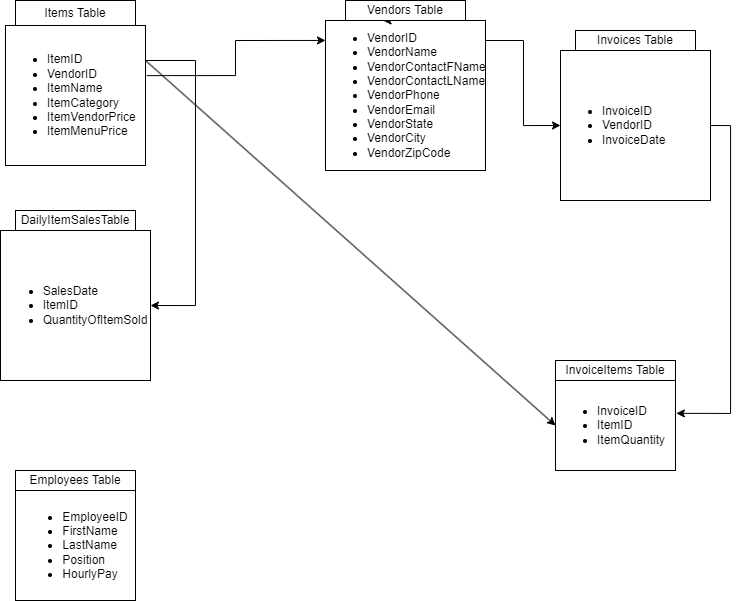 Items Table
ItemID
VendorID
ItemName
ItemCategory
ItemVendorPrice
ItemMenuPrice
Vendors Table
VendorID
VendorName
VendorContactFName
VendorContactLName
VendorPhone
VendorEmail
VendorState
VendorCity
VendorZipCode
Invoices Table
InvoiceID
VendorID
InvoiceDate
DailyItemSalesTable
SalesDate
ItemID
QuantityOfItemSold
InvoiceItems Table
InvoiceID
ItemID
ItemQuantity
Employees Table
EmployeeID
FirstName
LastName
Position
HourlyPay